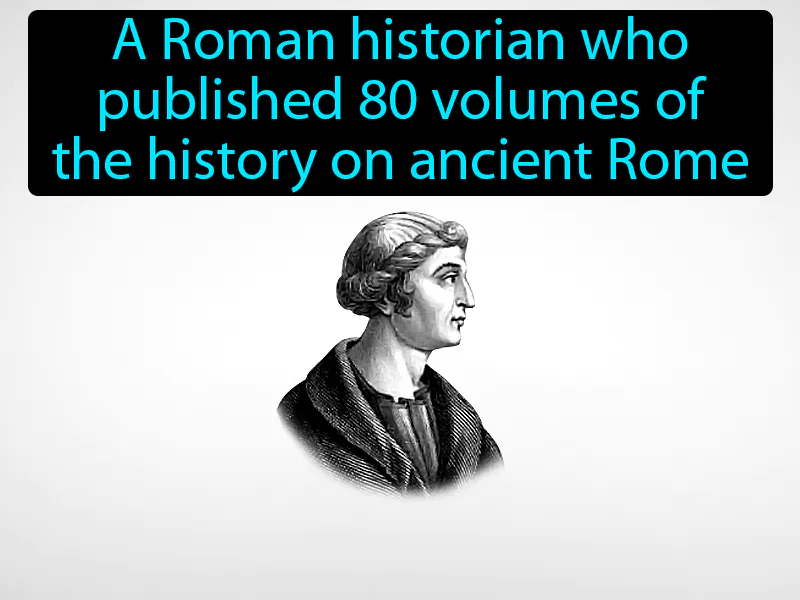 A Roman historian who
published 80 volumes of
the history on ancient Rome